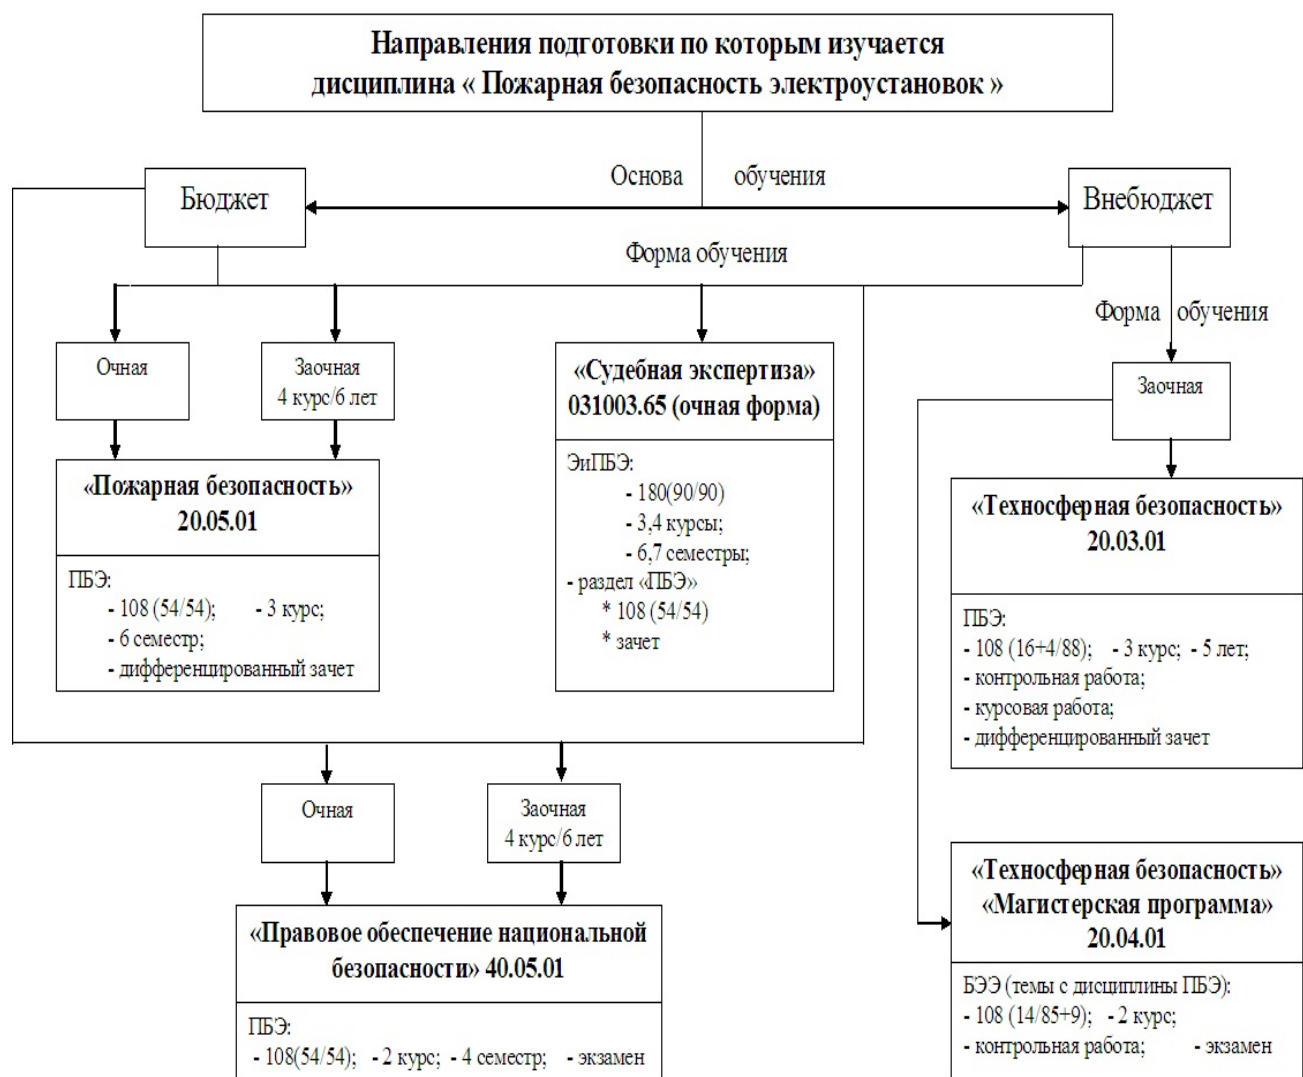 Направления подготовки по которым изучается
дисциплина « Пожарная безопасность электроустановок »
Основа обучения
Бюджет
Внебюджет
Форма обучения
Форма обучения
Очная
Заочная
4 курс/6 лет
«Судебная экспертиза»
031003.65 (очная форма)
ЭиПБЭ:
- 180(90/90)
- 3,4 курсы;
- 6,7 семестры;
- раздел «ПБЭ»
* 108 (54/54)
* зачет
Заочная
«Пожарная безопасность»
20.05.01
ПБЭ:
- 108 (54/54); - 3 курс;
- 6 семестр;
- дифференцированный зачет
«Техносферная безопасность»
20.03.01
ПБЭ:
- 108 (16+4/88); - 3 курс; - 5 лет;
- контрольная работа;
- курсовая работа;
- дифференцированный зачет
Очная
Заочная
4 курс/6 лет
«Правовое обеспечение национальной
безопасности» 40.05.01
ПБЭ:
- 108(54/54); - 2 курс; - 4 семестр; - экзамен
«Техносферная безопасность»
«Магистерская программа»
20.04.01
БЭЭ (темы с дисциплины ПБЭ):
- 108 (14/85+9); - 2 курс;
- контрольная работа; - экзамен